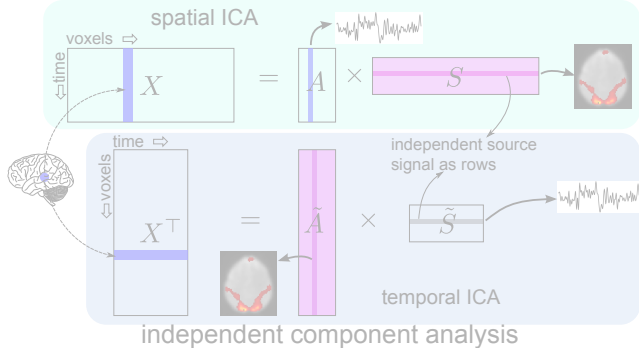 spatial ICA
voxels ⇨
⇦time
X = A × S
independent source
signal as rows
time ⇨
⇦voxels
X⊤ = Ã × S̃
temporal ICA
independent component analysis